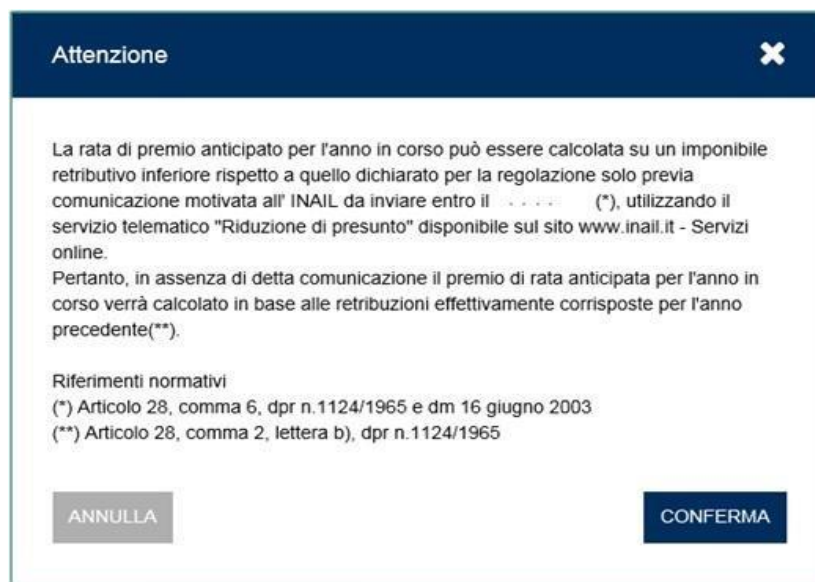 Attenzione
La rata di premio anticipato per l'anno in corso può essere calcolata su un imponibile
retributivo inferiore rispetto a quello dichiarato per la regolazione solo previa
comunicazione motivata all' INAIL da inviare entro il . . . . (*), utilizzando il
servizio telematico "Riduzione di presunto" disponibile sul sito www.inail.it - Servizi
online.
Pertanto, in assenza di detta comunicazione il premio di rata anticipata per l'anno in
corso verrà calcolato in base alle retribuzioni effettivamente corrisposte per l'anno
precedente(**).
Riferimenti normativi
(*) Articolo 28, comma 6, dpr n.1124/1965 e dm 16 giugno 2003
(**) Articolo 28, comma 2, lettera b), dpr n.1124/1965
ANNULLA
CONFERMA